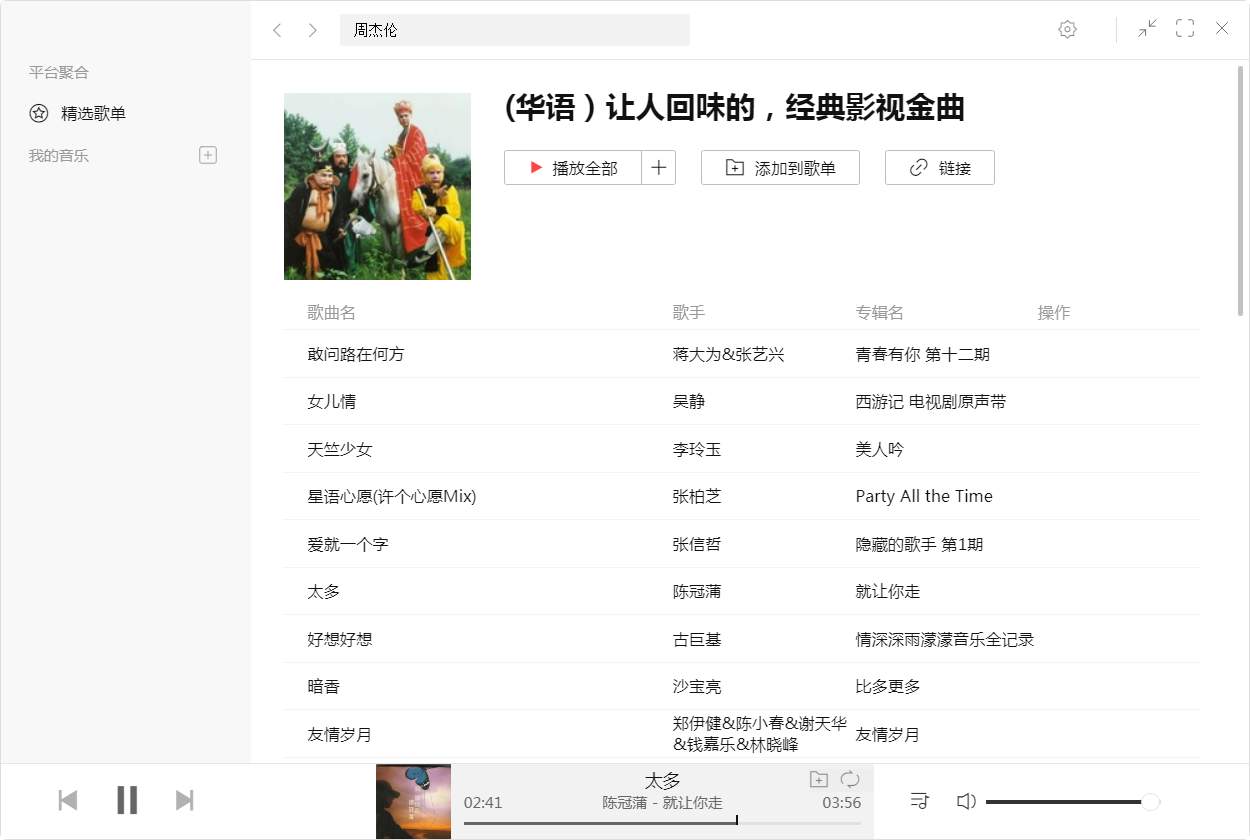 周杰伦
平台聚合
精选歌单
我的音乐
(华语）让人回味的，经典影视金曲
播放全部
添加到歌单
链接
歌曲名 歌手 专辑名 操作
敢问路在何方 蒋大为&张艺兴 青春有你 第十二期
女儿情 吴静 西游记 电视剧原声带
天竺少女 李玲玉 美人吟
星语心愿(许个心愿Mix) 张柏芝 Party All the Time
爱就一个字 张信哲 隐藏的歌手 第1期
太多 陈冠蒲 就让你走
好想好想 古巨基 情深深雨濛濛音乐全记录
暗香 沙宝亮 比多更多
友情岁月 郑伊健&陈小春&谢天华 友情岁月
&钱嘉乐&林晓峰
太多
02:41 陈冠蒲 - 就让你走 03:56